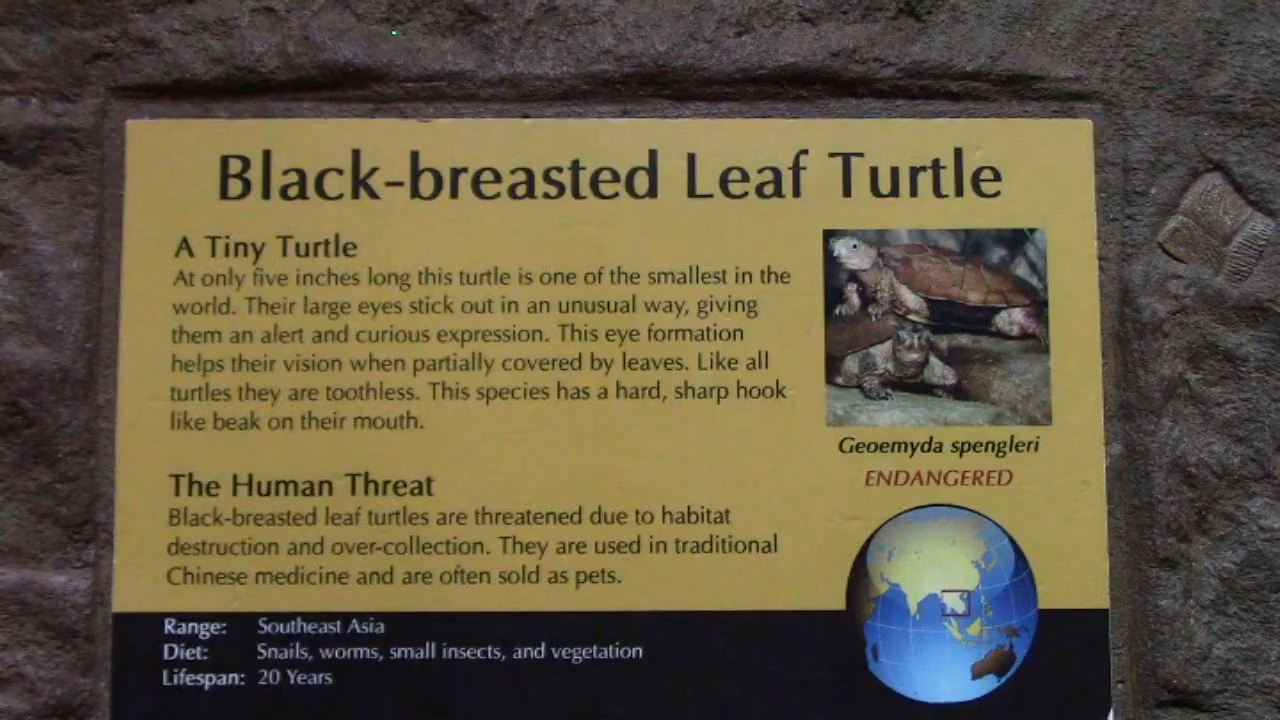 Black-breasted Leaf Turtle
A Tiny Turtle
At only five inches long this turtle is one of the smallest in the
world. Their large eyes stick out in an unusual way, giving
them an alert and curious expression. This eye formation
helps their vision when partially covered by leaves. Like all
turtles they are toothless. This species has a hard, sharp hook
like beak on their mouth.
The Human Threat
Black-breasted leaf turtles are threatened due to habitat
destruction and over-collection. They are used in traditional
Chinese medicine and are often sold as pets.
Geoemyda spengleri
ENDANGERED
Range: Southeast Asia
Diet: Snails, worms, small insects, and vegetation
Lifespan: 20 Years